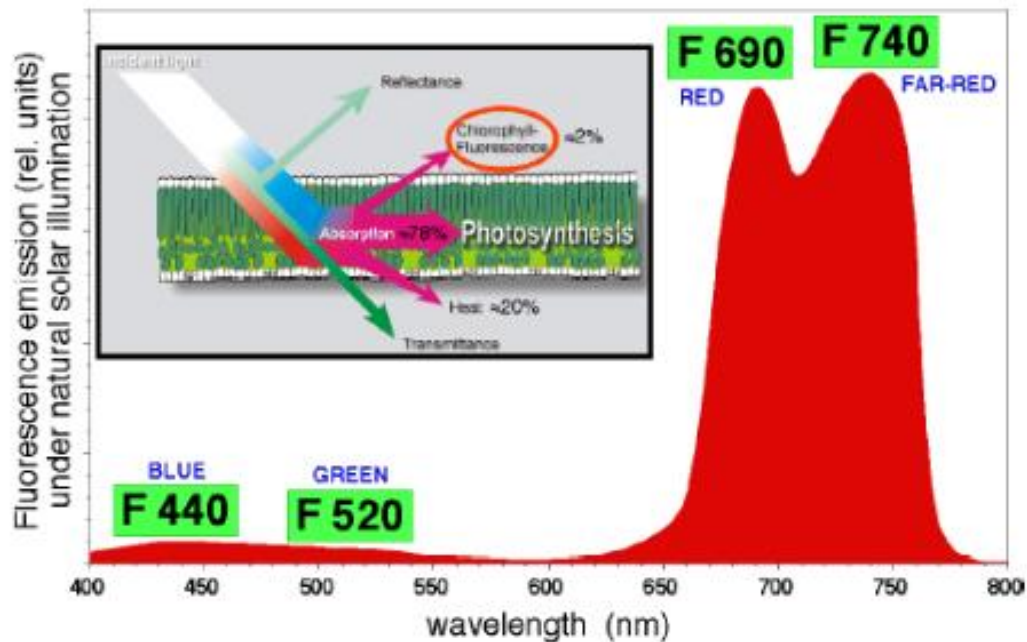 Fluorescence emission (rel. units)
under natural solar illumination
incident light
Reflectance
Chlorophyll-
Fluorescence
≈2%
Absorption ≈78%
Photosynthesis
Heat ≈20%
Transmittance
F 690
F 740
RED
FAR-RED
BLUE
GREEN
F 440
F 520
400
450
500
550
600
650
700
750
800
wavelength (nm)